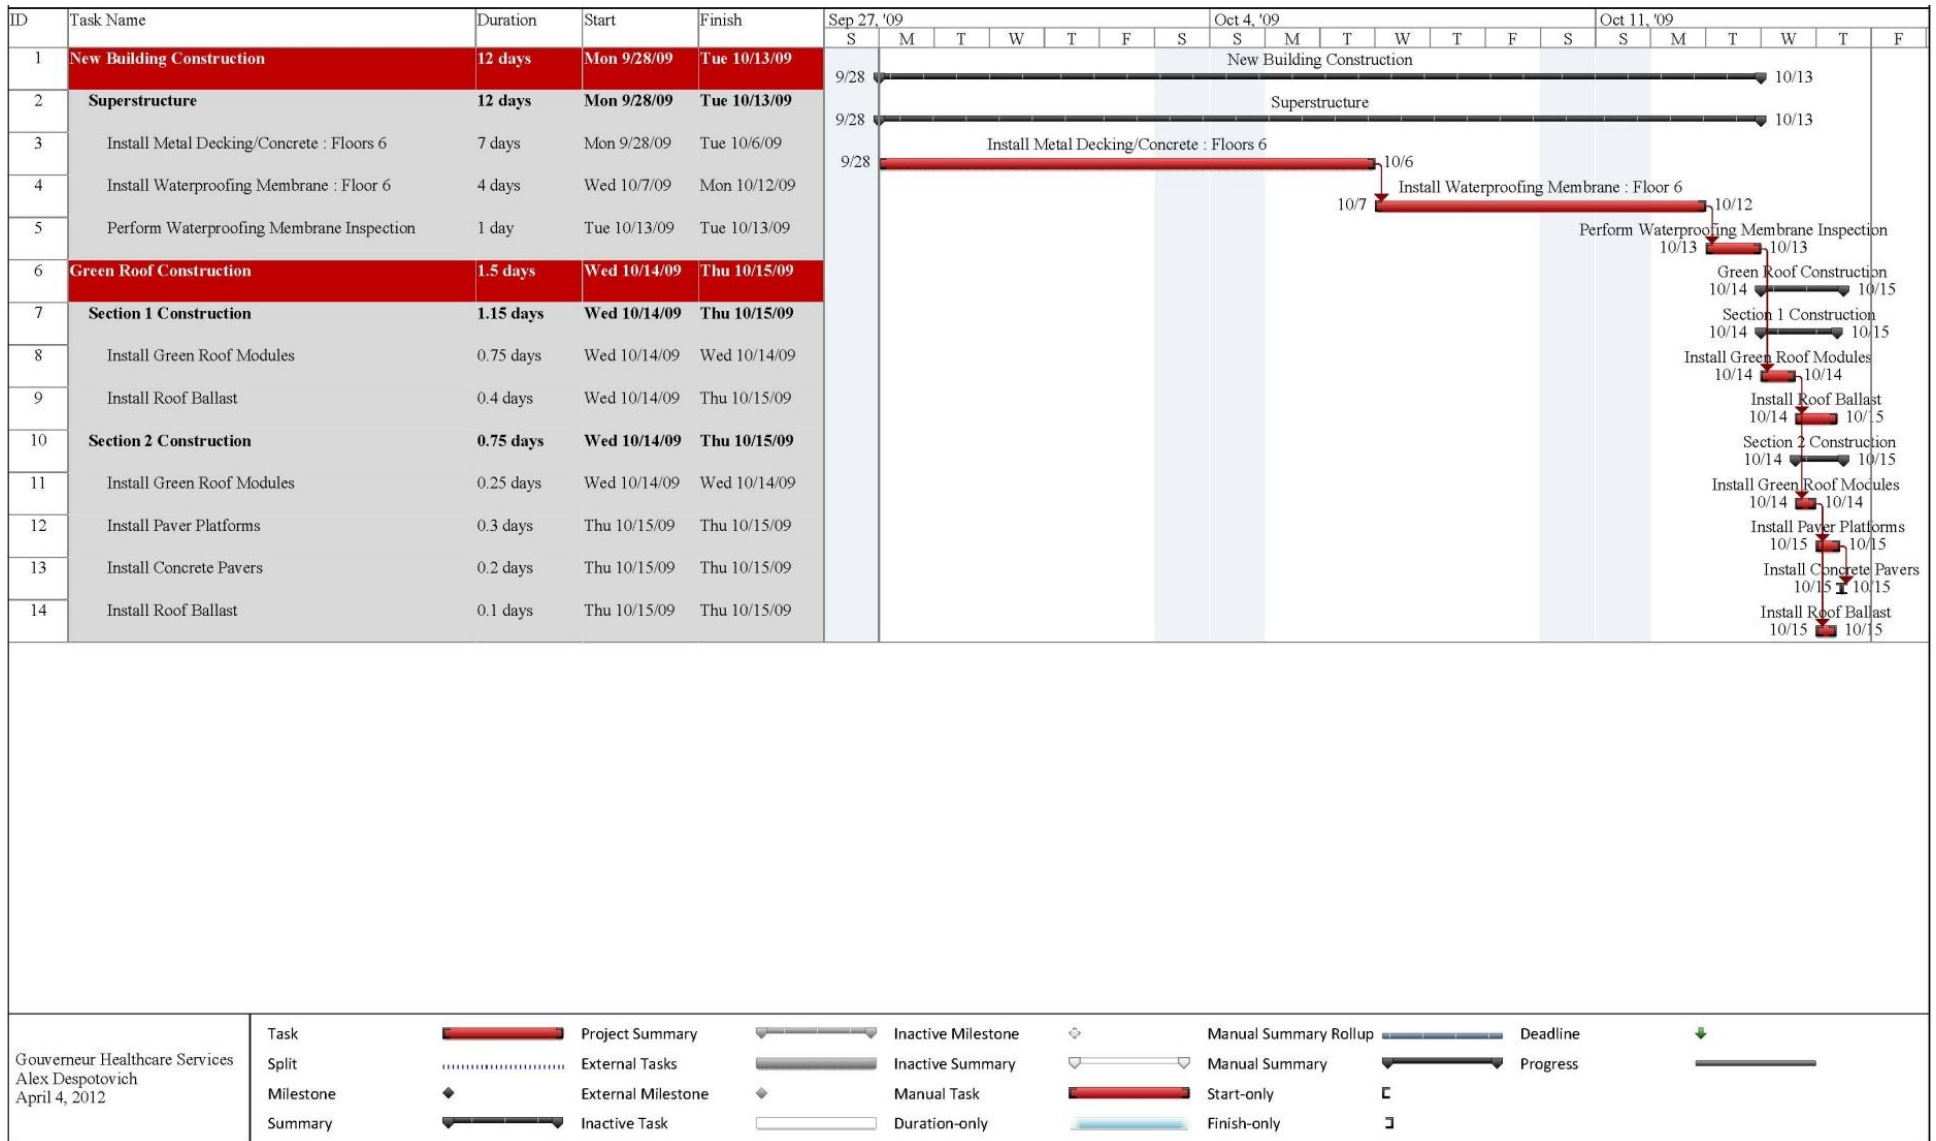 ID Task Name Duration Start Finish Sep 27, '09 Oct 4, '09 Oct 11, '09
S M T W T F S S M T W T F S S M T W T F
1 New Building Construction 12 days Mon 9/28/09 Tue 10/13/09
New Building Construction
9/28 10/13
2 Superstructure 12 days Mon 9/28/09 Tue 10/13/09
Superstructure
9/28 10/13
3 Install Metal Decking/Concrete : Floors 6 7 days Mon 9/28/09 Tue 10/6/09
Install Metal Decking/Concrete : Floors 6
9/28 10/6
4 Install Waterproofing Membrane : Floor 6 4 days Wed 10/7/09 Mon 10/12/09
Install Waterproofing Membrane : Floor 6
10/7 10/12
5 Perform Waterproofing Membrane Inspection 1 day Tue 10/13/09 Tue 10/13/09
Perform Waterproofing Membrane Inspection
10/13 10/13
6 Green Roof Construction 1.5 days Wed 10/14/09 Thu 10/15/09
Green Roof Construction
10/14 10/15
7 Section 1 Construction 1.15 days Wed 10/14/09 Thu 10/15/09
Section 1 Construction
10/14 10/15
8 Install Green Roof Modules 0.75 days Wed 10/14/09 Wed 10/14/09
Install Green Roof Modules
10/14 10/14
9 Install Roof Ballast 0.4 days Wed 10/14/09 Thu 10/15/09
Install Roof Ballast
10/14 10/15
10 Section 2 Construction 0.75 days Wed 10/14/09 Thu 10/15/09
Section 2 Construction
10/14 10/15
11 Install Green Roof Modules 0.25 days Wed 10/14/09 Wed 10/14/09
Install Green Roof Modules
10/14 10/14
12 Install Paver Platforms 0.3 days Thu 10/15/09 Thu 10/15/09
Install Paver Platforms
10/15 10/15
13 Install Concrete Pavers 0.2 days Thu 10/15/09 Thu 10/15/09
Install Concrete Pavers
10/15 10/15
14 Install Roof Ballast 0.1 days Thu 10/15/09 Thu 10/15/09
Install Roof Ballast
10/15 10/15
Gouverneur Healthcare Services
Alex Despotovich
April 4, 2012
Task Project Summary Inactive Milestone Manual Summary Rollup Deadline
Split External Tasks Inactive Summary Manual Summary Progress
Milestone External Milestone Manual Task Start-only
Summary Inactive Task Duration-only Finish-only